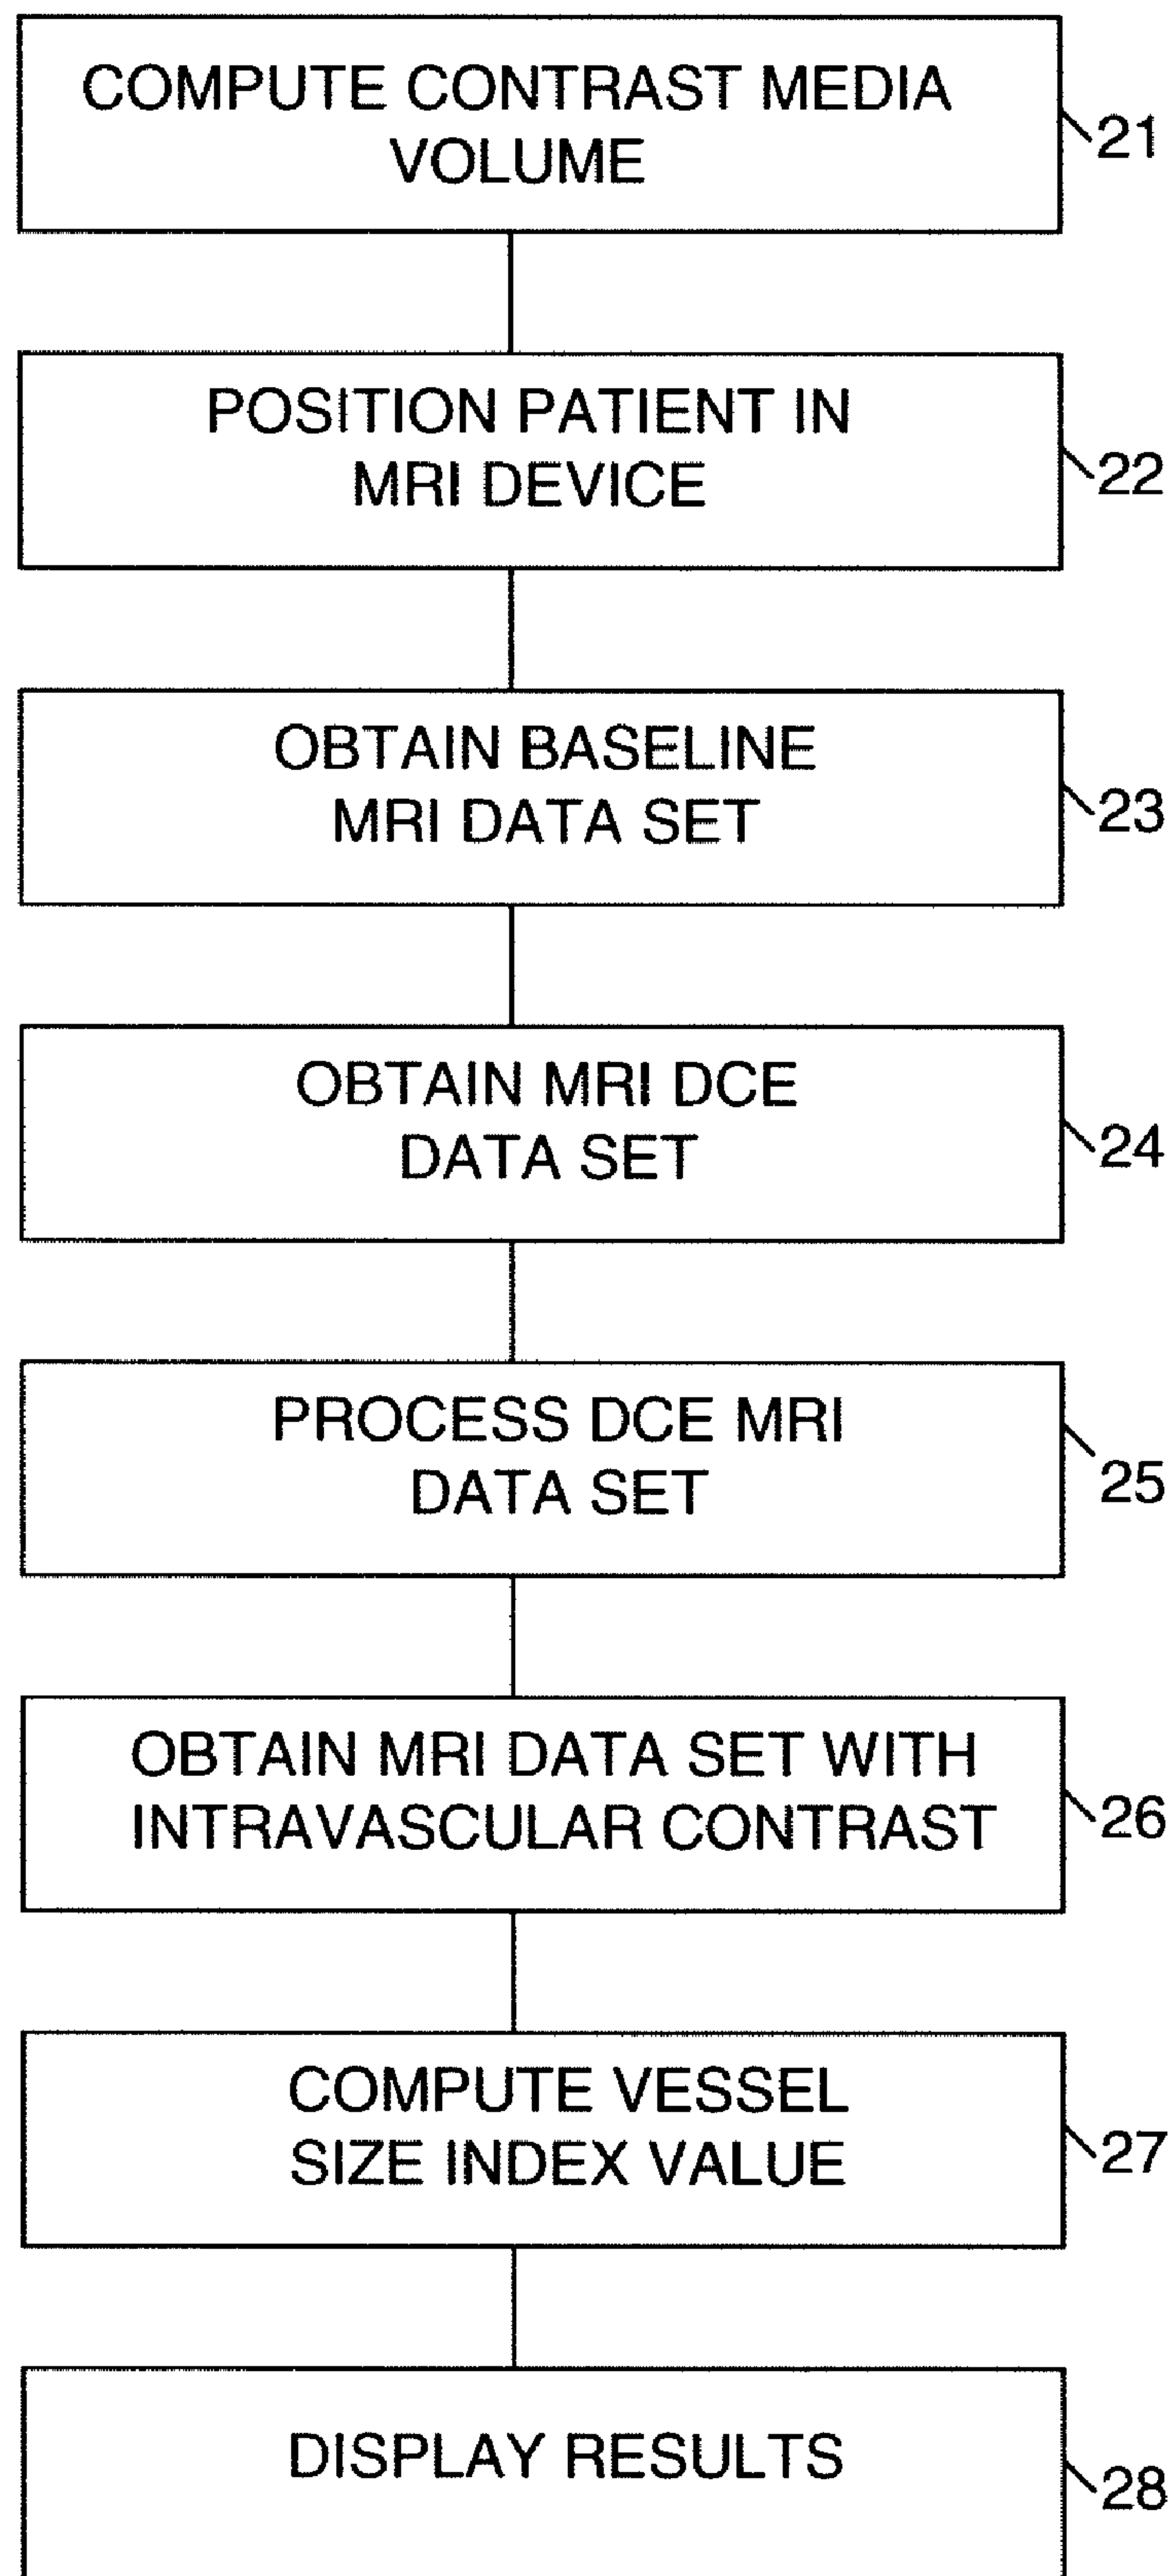 COMPUTE CONTRAST MEDIA
VOLUME
21
POSITION PATIENT IN
MRI DEVICE
22
OBTAIN BASELINE
MRI DATA SET
23
OBTAIN MRI DCE
DATA SET
24
PROCESS DCE MRI
DATA SET
25
OBTAIN MRI DATA SET WITH
INTRAVASCULAR CONTRAST
26
COMPUTE VESSEL
SIZE INDEX VALUE
27
DISPLAY RESULTS
28